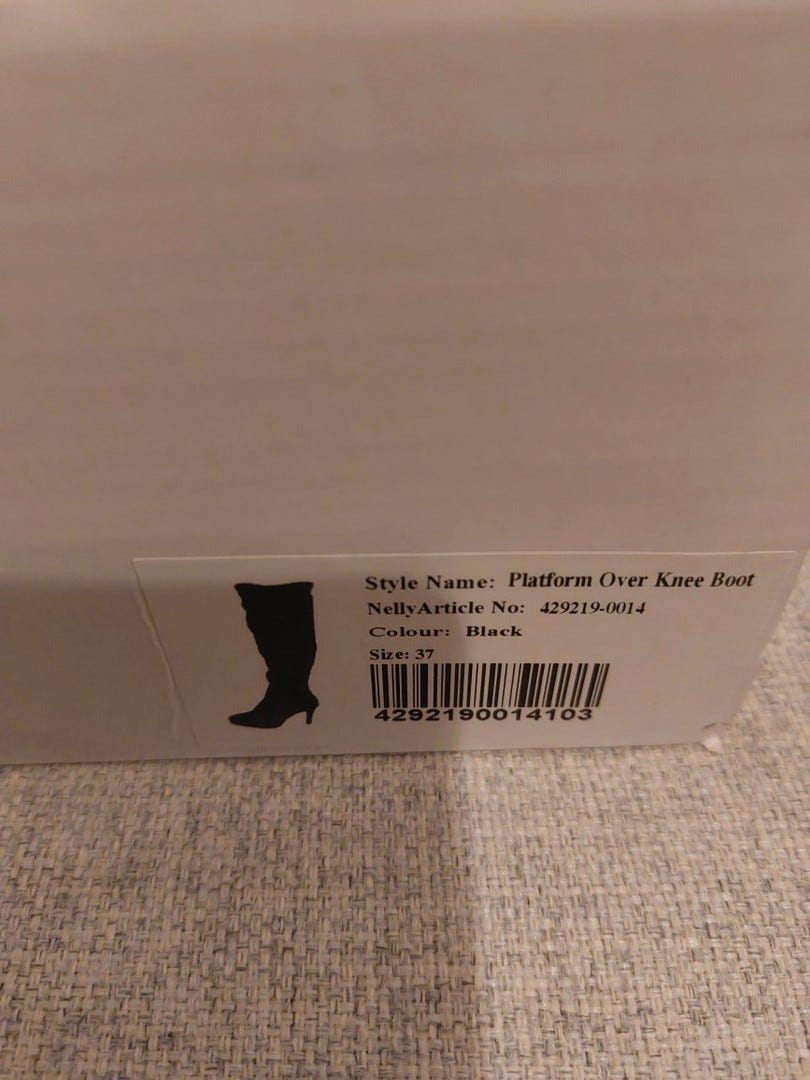 Style Name: Platform Over Knee Boot
NellyArticle No: 429219-0014
Colour: Black
Size: 37
4292190014103